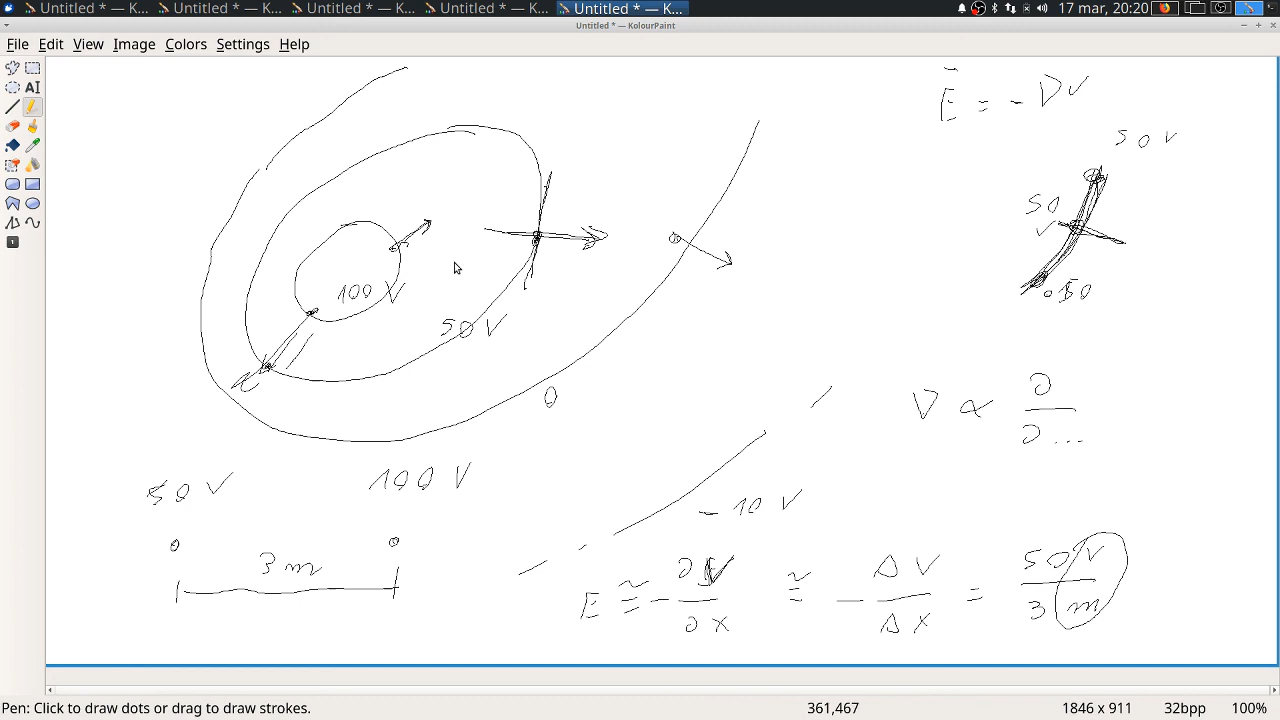 Untitled * — K...
Untitled * — K...
Untitled * — K...
Untitled * — K...
Untitled * — K...
17 mar, 20:20
Untitled * — KolourPaint
File Edit View Image Colors Settings Help
E = - ∇V
50 V
50
V
50
100 V
50 V
0
∇ ∝ ∂
∂ ...
50 V
100 V
- 10 V
3 m
E ≅ - ∂V / ∂x ≅ - ΔV / Δx = 50 V / 3 m
Pen: Click to draw dots or drag to draw strokes.
361,467
1846 x 911
32bpp
100%